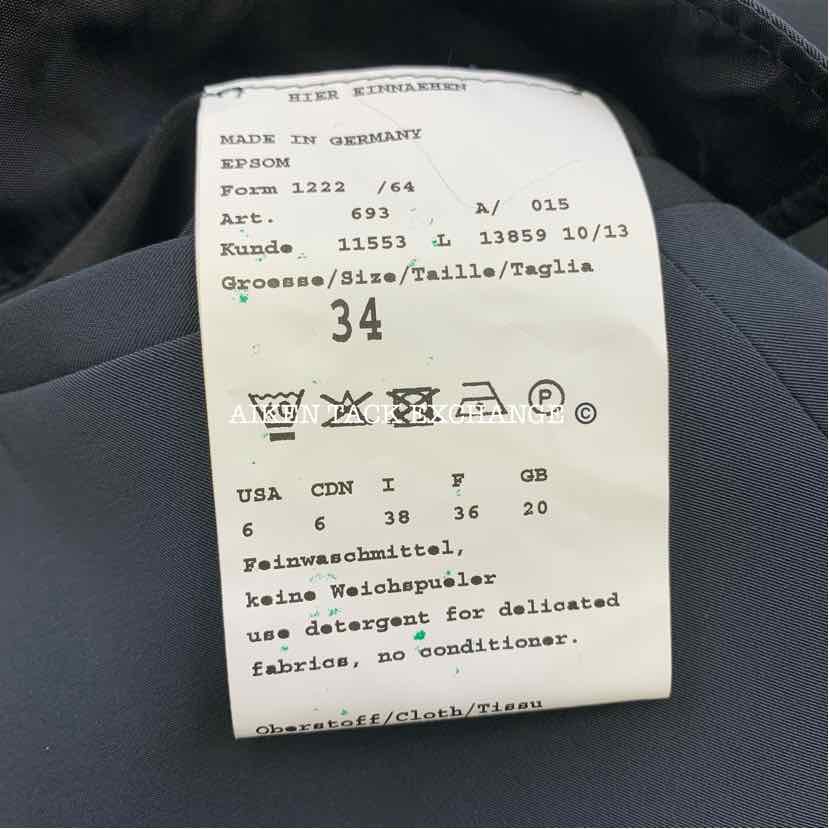 HIER EINNAEHEN
MADE IN GERMANY
EPSOM
Form 1222 /64
Art. 693 A/ 015
Kunde 11553 L 13859 10/13
Groesse/Size/Taille/Taglia
34
P
AIKEN TACK EXCHANGE ©
USA CDN I F GB
6 6 38 36 20
Feinwaschmittel,
keine Weichspueler
use detergent for delicated
fabrics, no conditioner.
Oberstoff/Cloth/Tissu